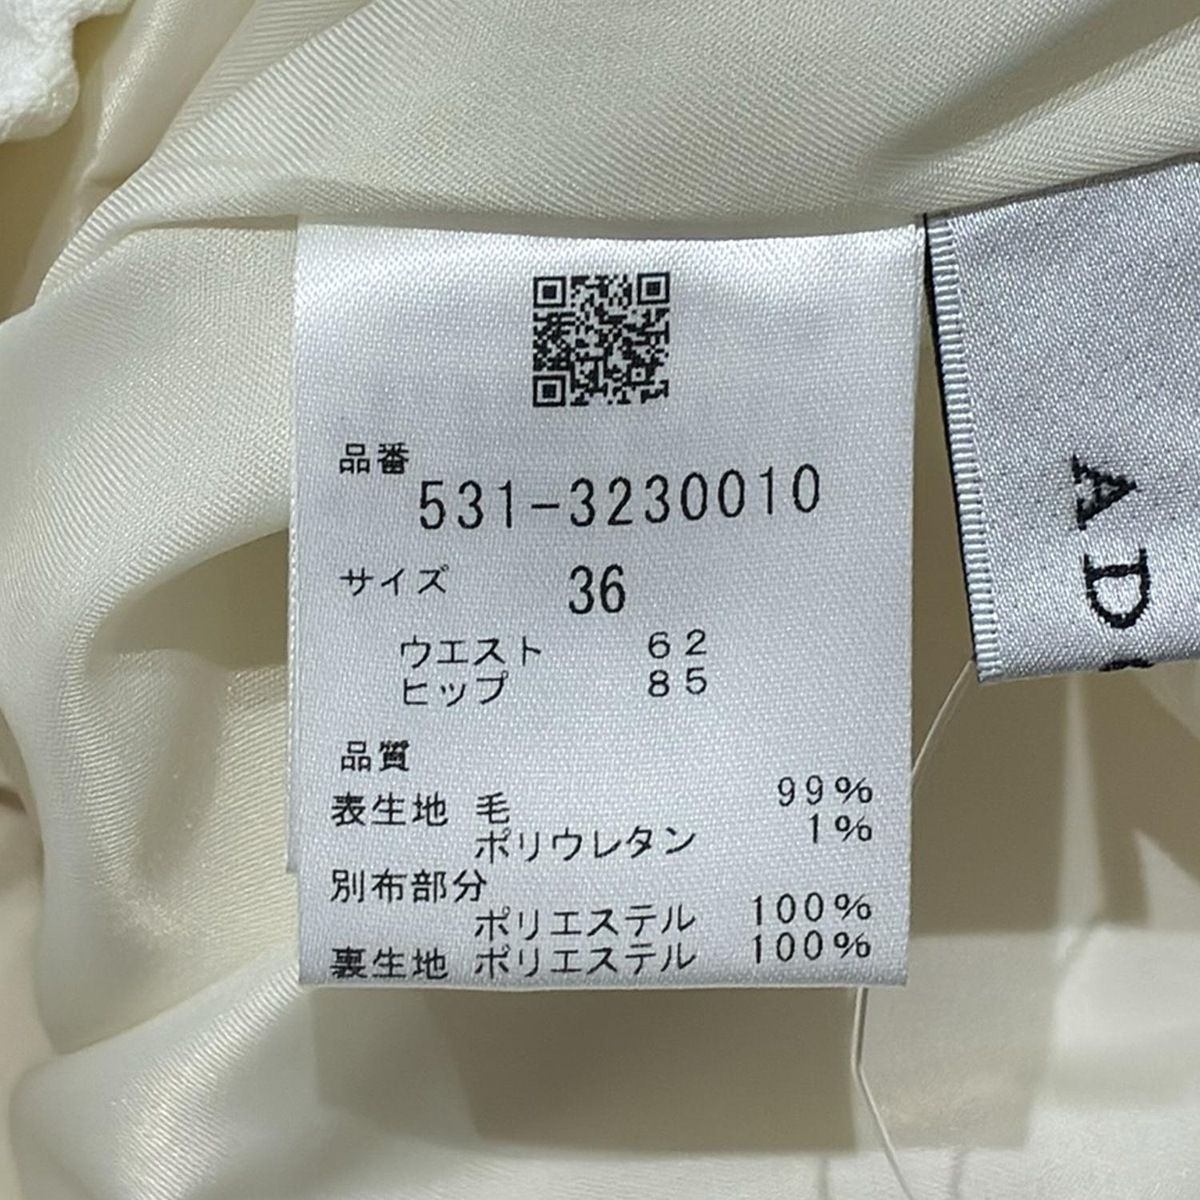 品番
531-3230010
サイズ 36
ウエスト 62
ヒップ 85
品質
表生地 毛 99%
ポリウレタン 1%
別布部分
ポリエステル 100%
裏生地 ポリエステル 100%
AD